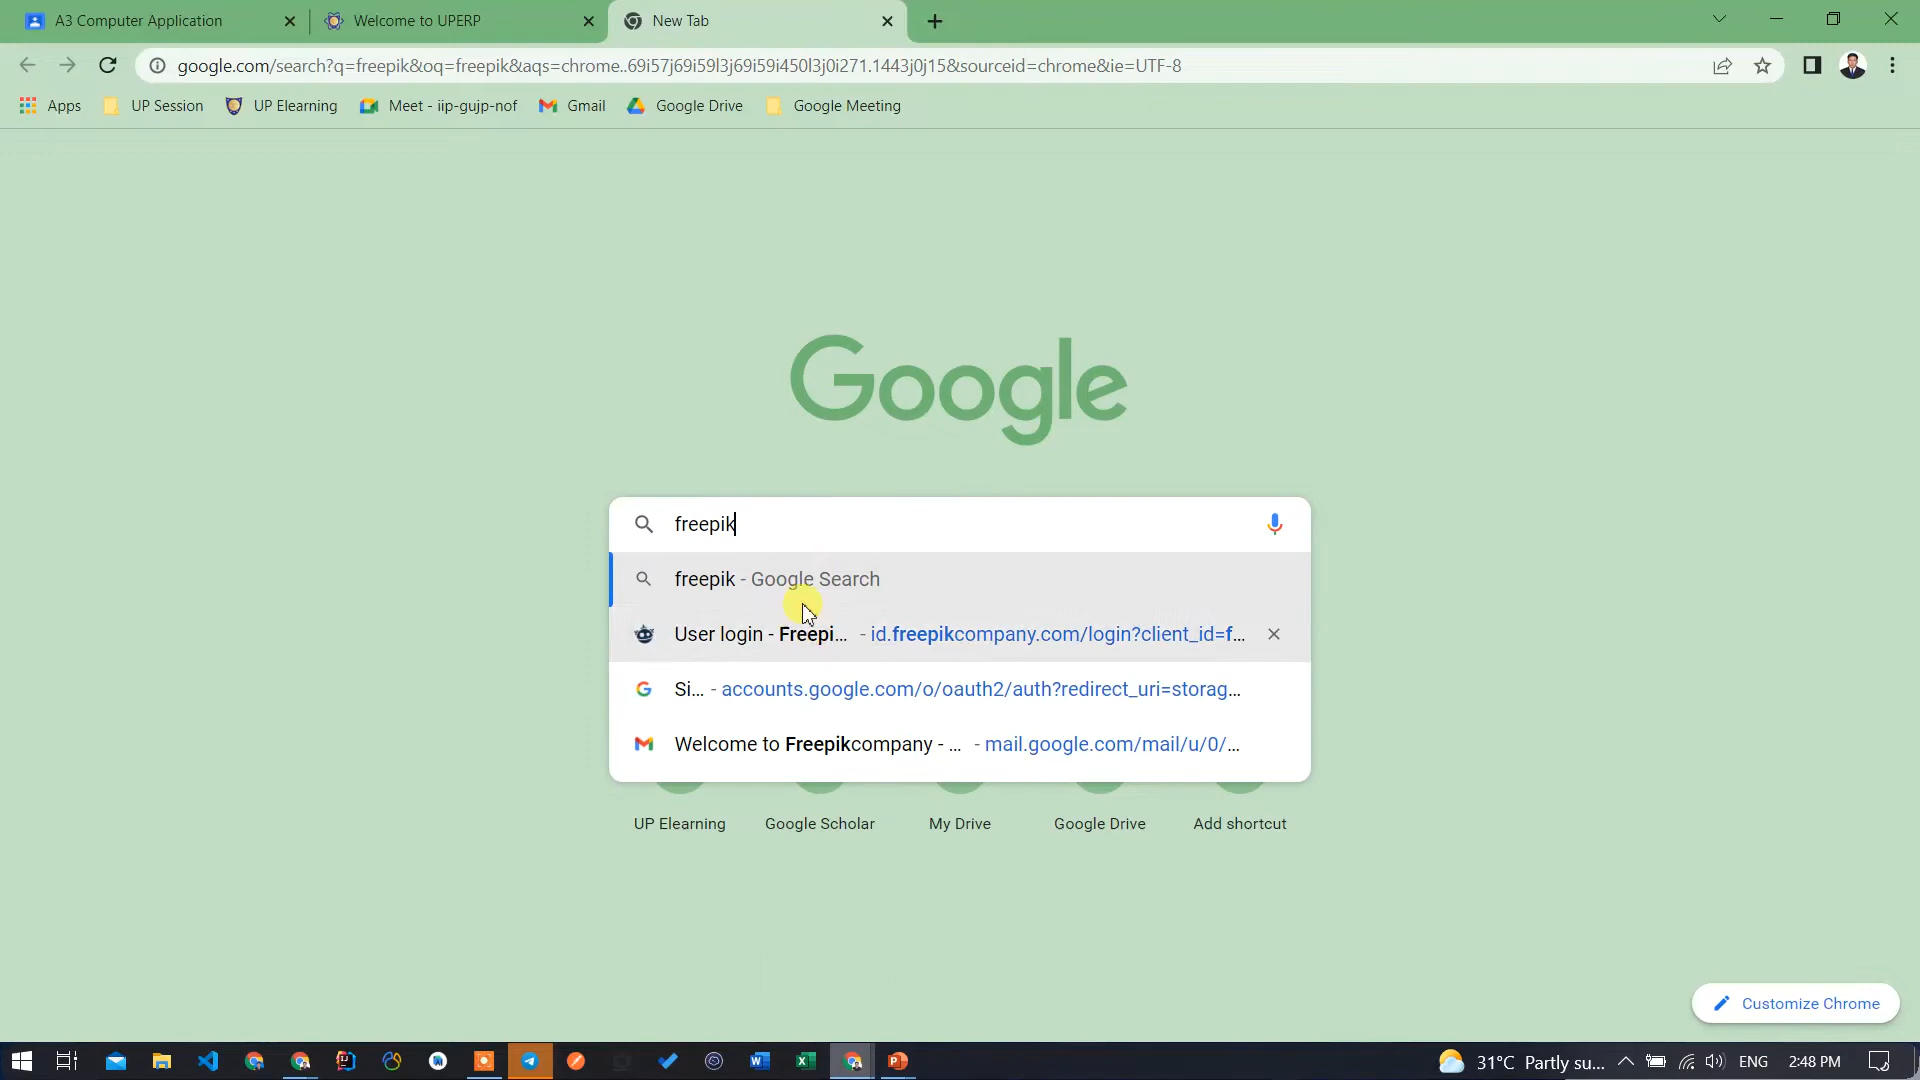 A3 Computer Application
Welcome to UPERP
New Tab
google.com/search?q=freepik&oq=freepik&aqs=chrome..69i57j69i59l3j69i59i450l3j0i271.1443j0j15&sourceid=chrome&ie=UTF-8
Apps
UP Session
UP Elearning
Meet - iip-gujp-nof
Gmail
Google Drive
Google Meeting
Google
freepik
freepik - Google Search
User login - Freepi... - id.freepikcompany.com/login?client_id=f...
Si... - accounts.google.com/o/oauth2/auth?redirect_uri=storag...
Welcome to Freepikcompany - ... - mail.google.com/mail/u/0/...
UP Elearning
Google Scholar
My Drive
Google Drive
Add shortcut
Customize Chrome
31°C Partly su...
ENG
2:48 PM